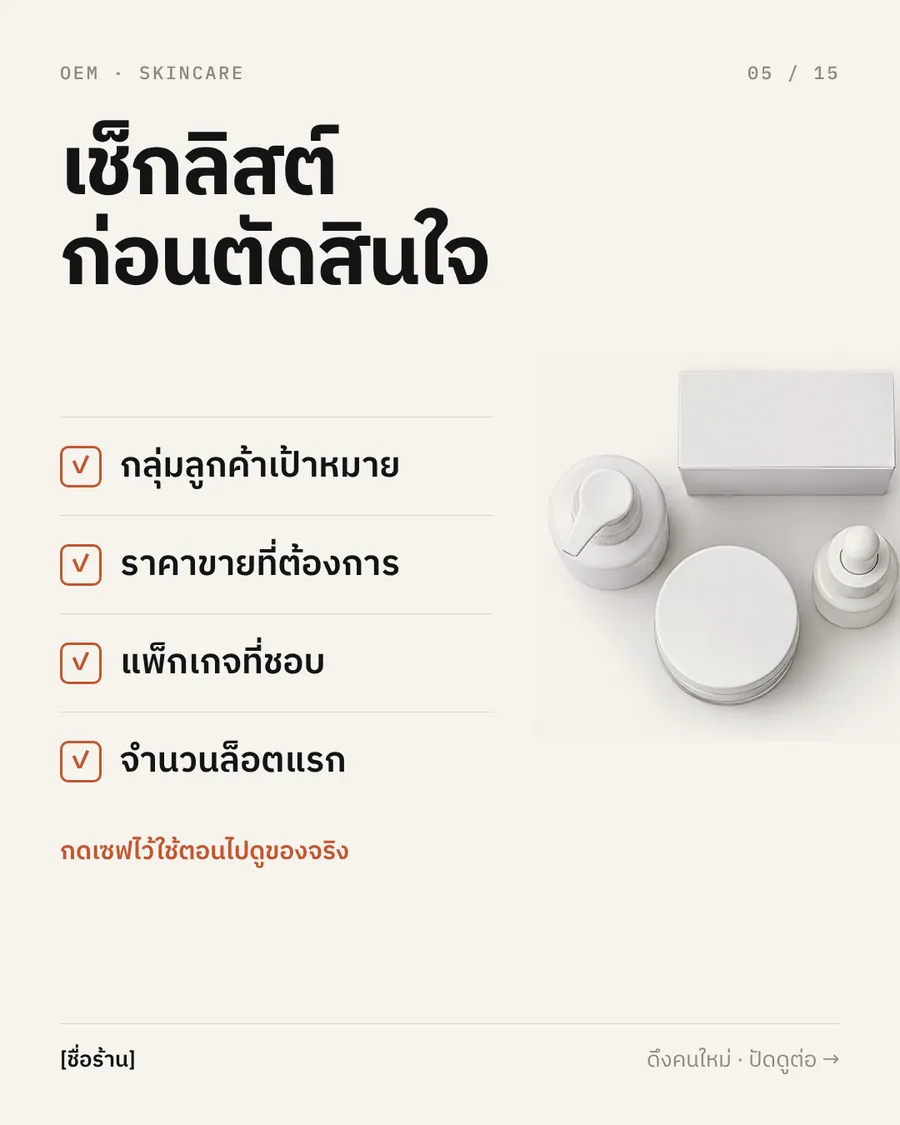 OEM · SKINCARE
05 / 15
เช็กลิสต์
ก่อนตัดสินใจ
กลุ่มลูกค้าเป้าหมาย
ราคาขายที่ต้องการ
แพ็กเกจที่ชอบ
จำนวนล็อตแรก
กดเซฟไว้ใช้ตอนไปดูของจริง
[ชื่อร้าน]
ดึงคนใหม่ · ปัดดูต่อ →